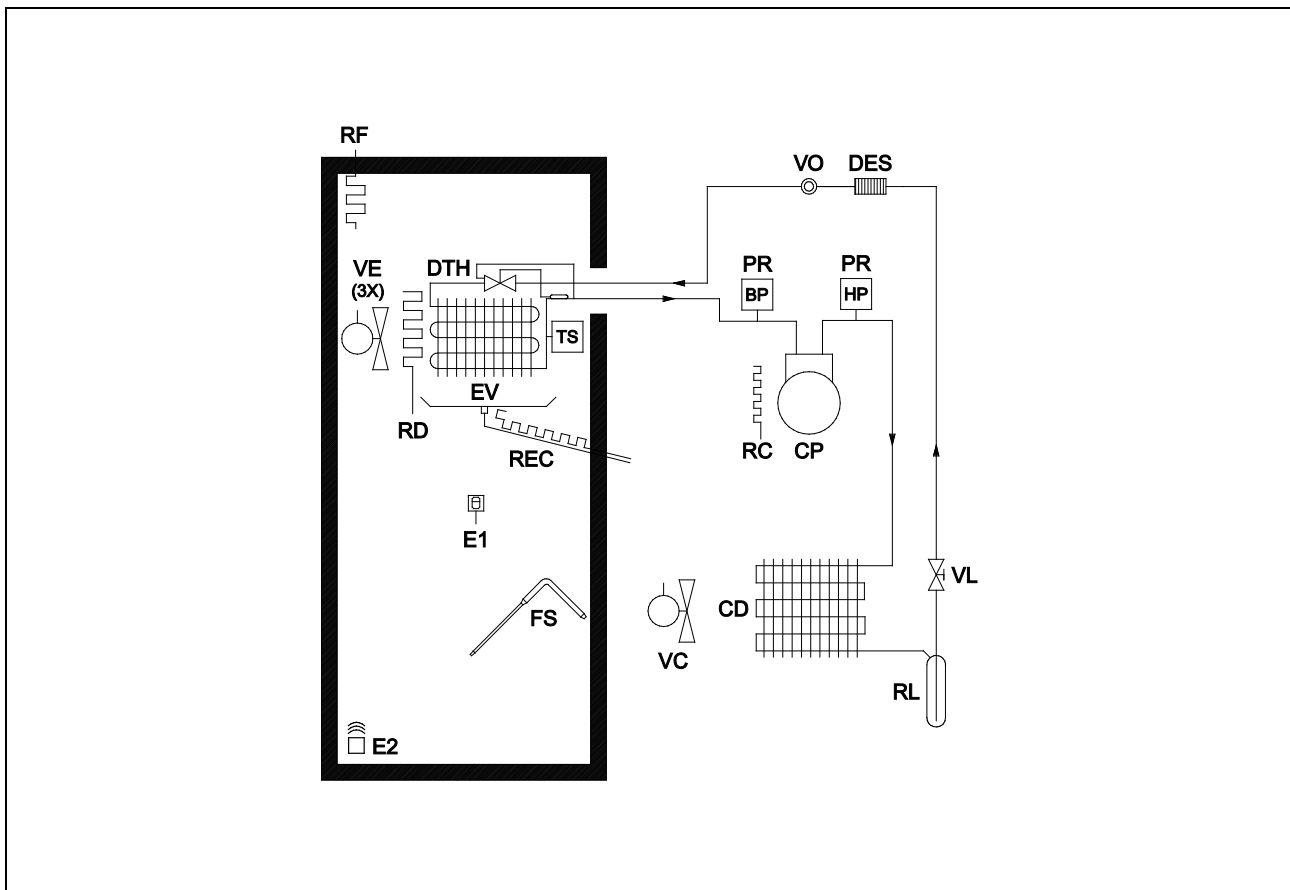 RF
VO DES
VE
(3X)
DTH
PR
BP
PR
HP
TS
EV
RD
REC
RC CP
E1
FS
CD
VL
VC
RL
E2